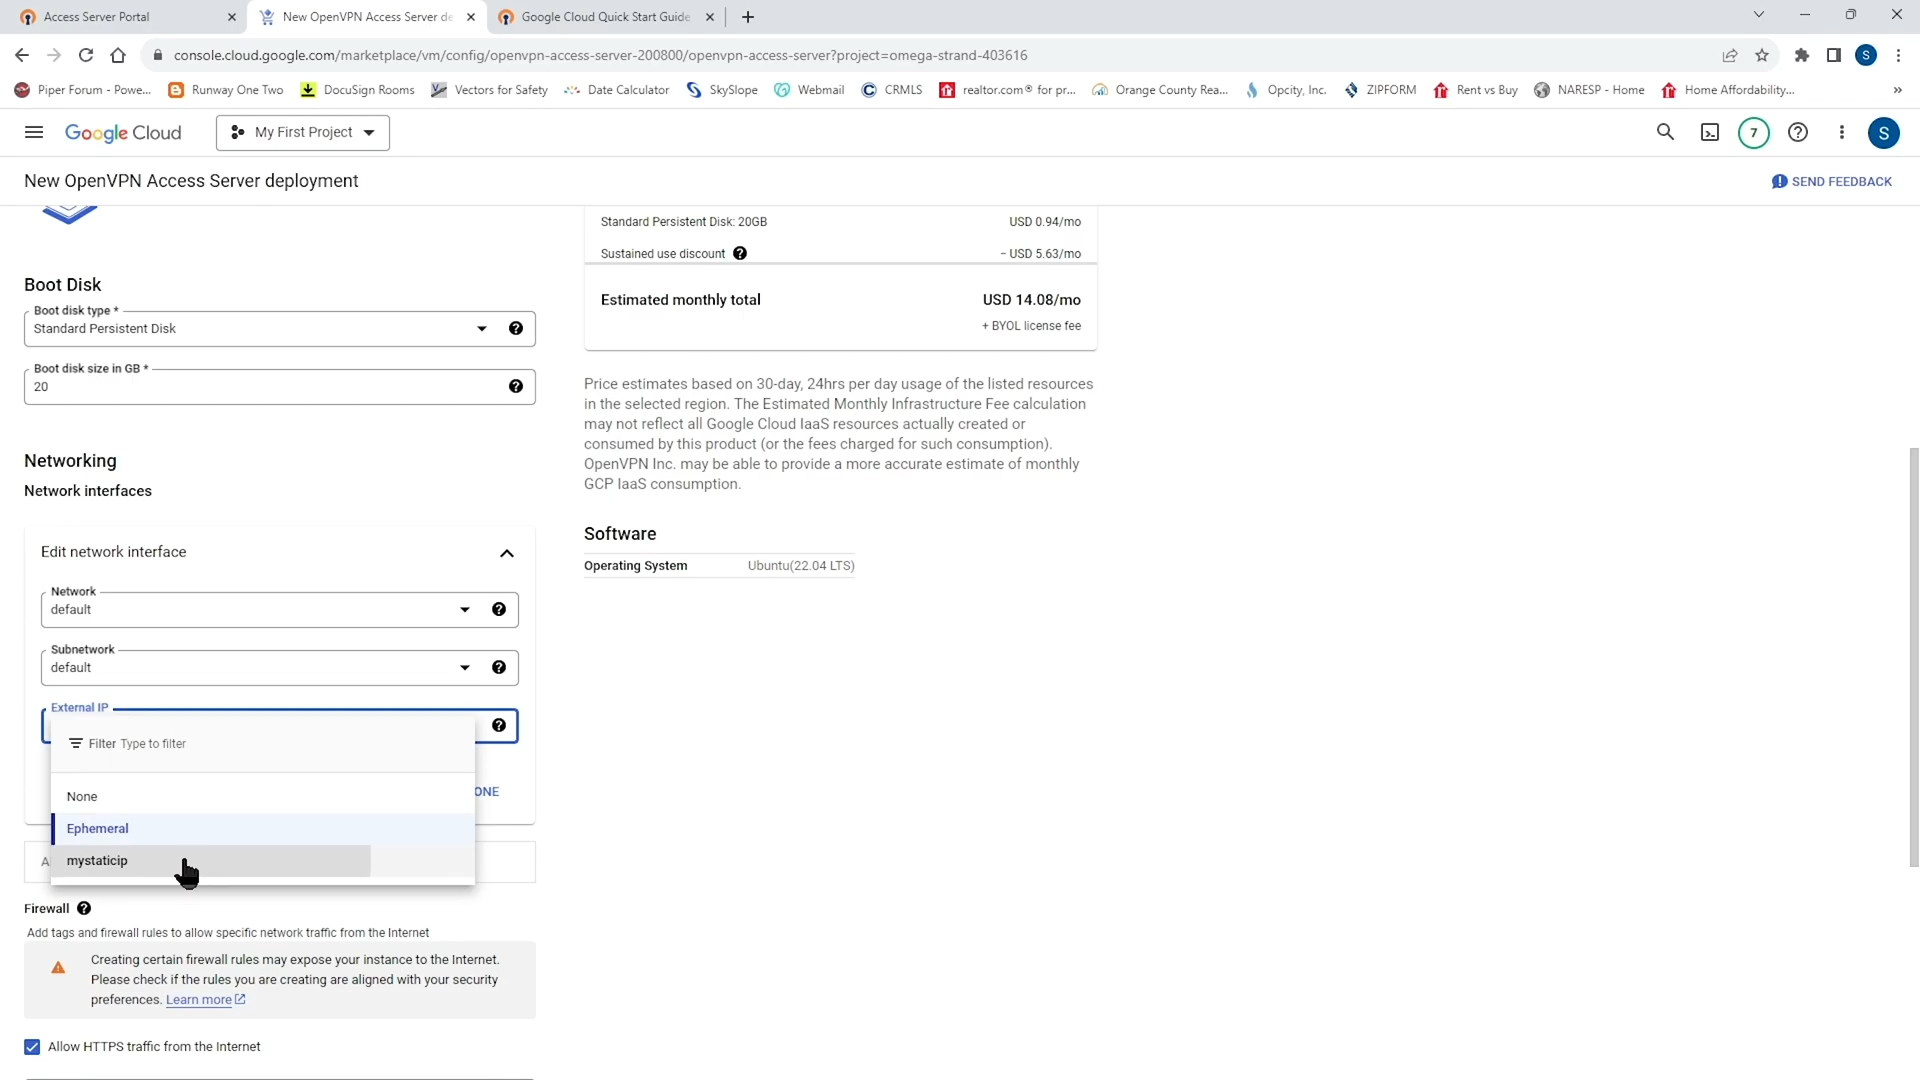 Access Server Portal
New OpenVPN Access Server de
Google Cloud Quick Start Guide
console.cloud.google.com/marketplace/vm/config/openvpn-access-server-200800/openvpn-access-server?project=omega-strand-403616
S
Piper Forum - Powe...
Runway One Two
DocuSign Rooms
Vectors for Safety
Date Calculator
SkySlope
Webmail
CRMLS
realtor.com® for pr...
Orange County Rea...
Opcity, Inc.
ZIPFORM
Rent vs Buy
NARESP - Home
Home Affordability...
»
Google Cloud
My First Project
7
S
New OpenVPN Access Server deployment
SEND FEEDBACK
Boot Disk
Boot disk type *
Standard Persistent Disk
Boot disk size in GB *
20
Networking
Network interfaces
Edit network interface
Network
default
Subnetwork
default
External IP
Filter Type to filter
None
ONE
Ephemeral
mystaticip
Firewall
Add tags and firewall rules to allow specific network traffic from the Internet
Creating certain firewall rules may expose your instance to the Internet.
Please check if the rules you are creating are aligned with your security
preferences. Learn more
Allow HTTPS traffic from the Internet
Standard Persistent Disk: 20GB USD 0.94/mo
Sustained use discount − USD 5.63/mo
Estimated monthly total USD 14.08/mo
+ BYOL license fee
Price estimates based on 30-day, 24hrs per day usage of the listed resources
in the selected region. The Estimated Monthly Infrastructure Fee calculation
may not reflect all Google Cloud IaaS resources actually created or
consumed by this product (or the fees charged for such consumption).
OpenVPN Inc. may be able to provide a more accurate estimate of monthly
GCP IaaS consumption.
Software
Operating System Ubuntu(22.04 LTS)